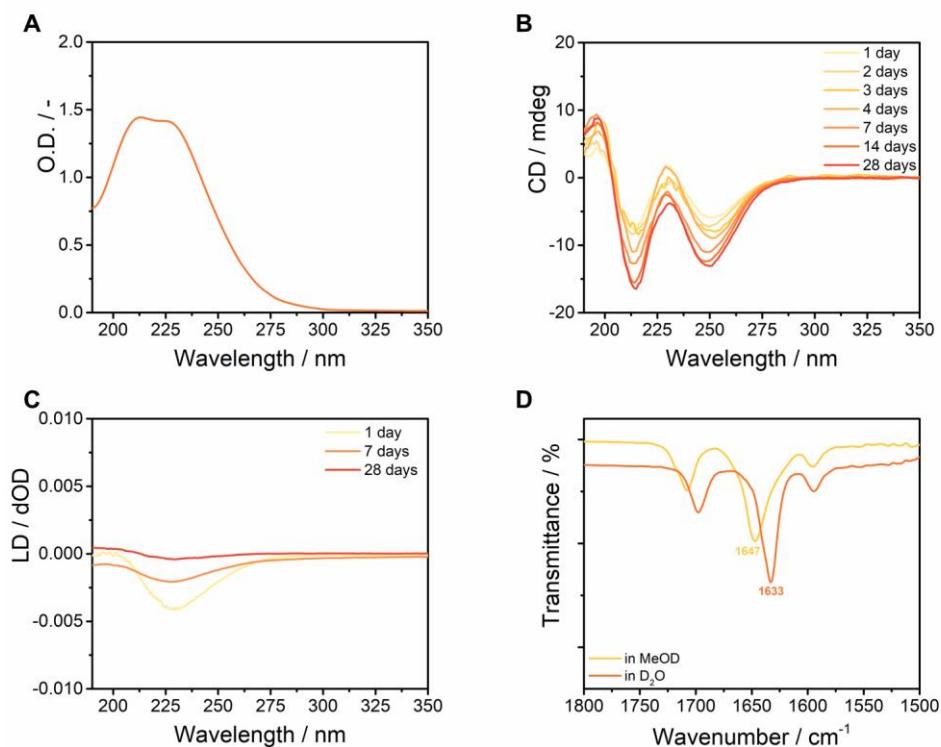 A
O.D. / -
2.0
1.5
1.0
0.5
0.0
200 225 250 275 300 325 350
Wavelength / nm
B
CD / mdeg
20
10
0
-10
-20
1 day
2 days
3 days
4 days
7 days
14 days
28 days
200 225 250 275 300 325 350
Wavelength / nm
C
LD / dOD
0.010
0.005
0.000
-0.005
-0.010
1 day
7 days
28 days
200 225 250 275 300 325 350
Wavelength / nm
D
Transmittance / %
1647
1633
in MeOD
in D₂O
1800 1750 1700 1650 1600 1550 1500
Wavenumber / cm⁻¹